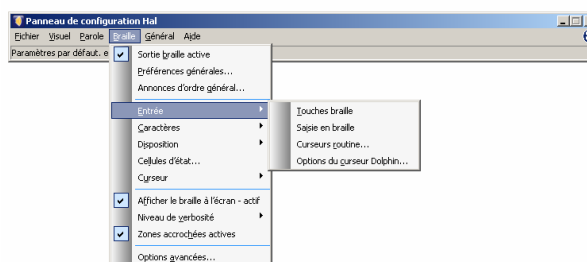 Panneau de configuration Hal
Fichier Visuel Parole Braille Général Aide
Paramètres par défaut. e
Sortie braille active
Préférences générales...
Annonces d'ordre général...
Entrée
Touches braille
Caractères
Saisie en braille
Disposition
Curseurs routine...
Cellules d'état...
Options du curseur Dolphin...
Curseur
Afficher le braille à l'écran - actif
Niveau de verbosité
Zones accrochées actives
Options avancées...